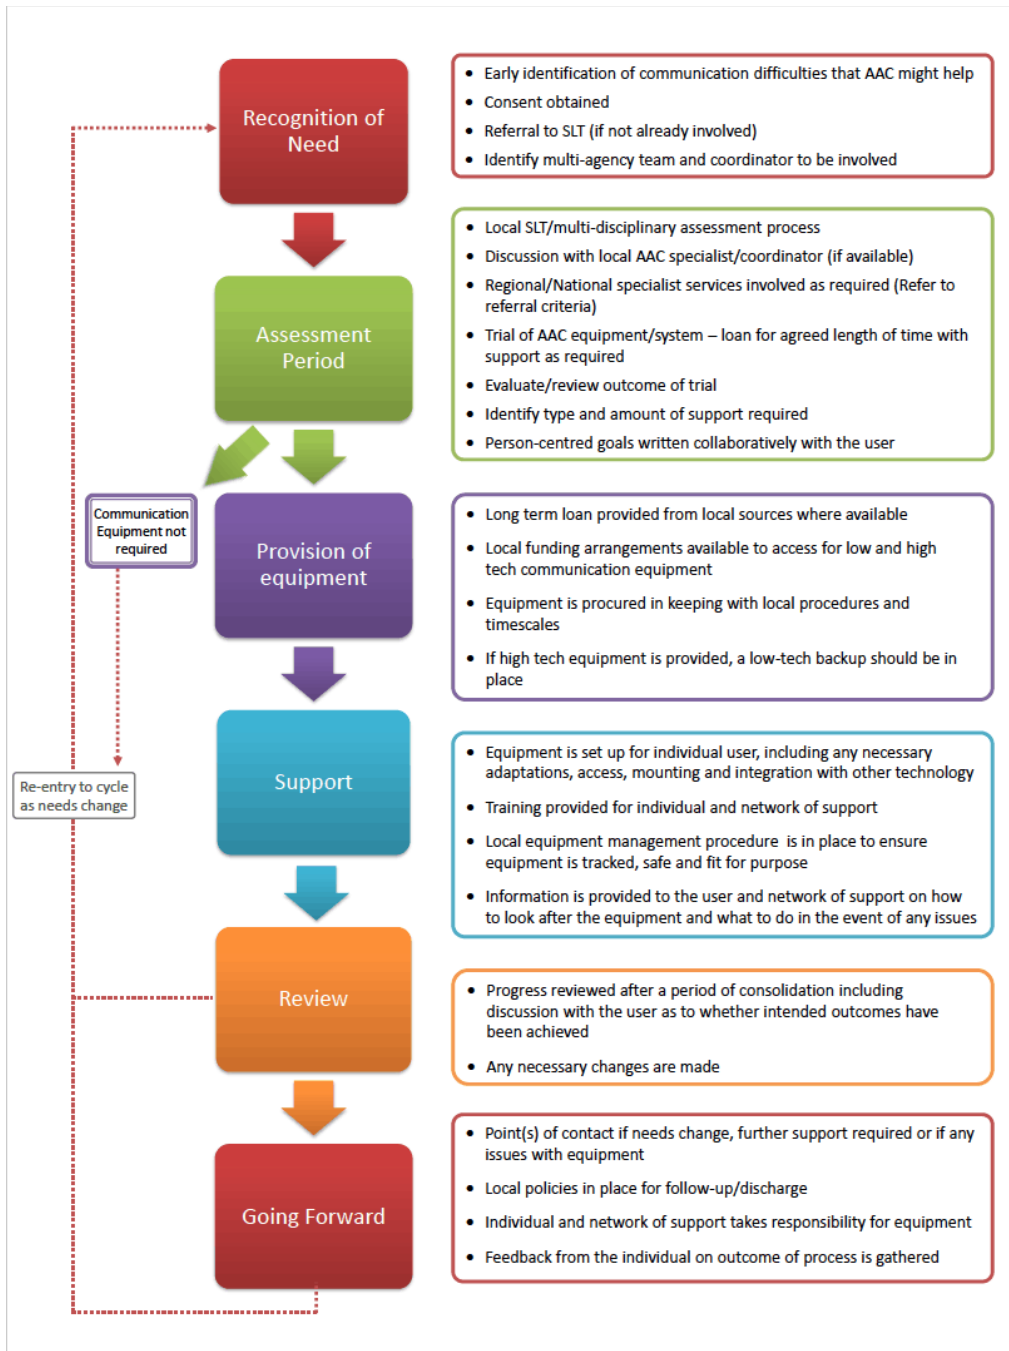 Recognition of
Need
• Early identification of communication difficulties that AAC might help
• Consent obtained
• Referral to SLT (if not already involved)
• Identify multi-agency team and coordinator to be involved
Assessment
Period
• Local SLT/multi-disciplinary assessment process
• Discussion with local AAC specialist/coordinator (if available)
• Regional/National specialist services involved as required (Refer to
referral criteria)
• Trial of AAC equipment/system – loan for agreed length of time with
support as required
• Evaluate/review outcome of trial
• Identify type and amount of support required
• Person-centred goals written collaboratively with the user
Communication
Equipment not
required
Provision of
equipment
• Long term loan provided from local sources where available
• Local funding arrangements available to access for low and high
tech communication equipment
• Equipment is procured in keeping with local procedures and
timescales
• If high tech equipment is provided, a low-tech backup should be in
place
Re-entry to cycle
as needs change
Support
• Equipment is set up for individual user, including any necessary
adaptations, access, mounting and integration with other technology
• Training provided for individual and network of support
• Local equipment management procedure  is in place to ensure
equipment is tracked, safe and fit for purpose
• Information is provided to the user and network of support on how
to look after the equipment and what to do in the event of any issues
Review
• Progress reviewed after a period of consolidation including
discussion with the user as to whether intended outcomes have
been achieved
• Any necessary changes are made
Going Forward
• Point(s) of contact if needs change, further support required or if any
issues with equipment
• Local policies in place for follow-up/discharge
• Individual and network of support takes responsibility for equipment
• Feedback from the individual on outcome of process is gathered